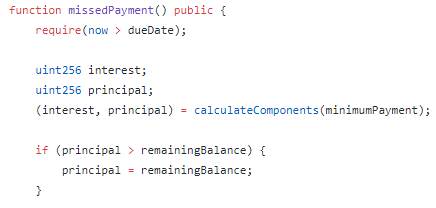 function missedPayment() public {
    require(now > dueDate);

    uint256 interest;
    uint256 principal;
    (interest, principal) = calculateComponents(minimumPayment);

    if (principal > remainingBalance) {
        principal = remainingBalance;
    }